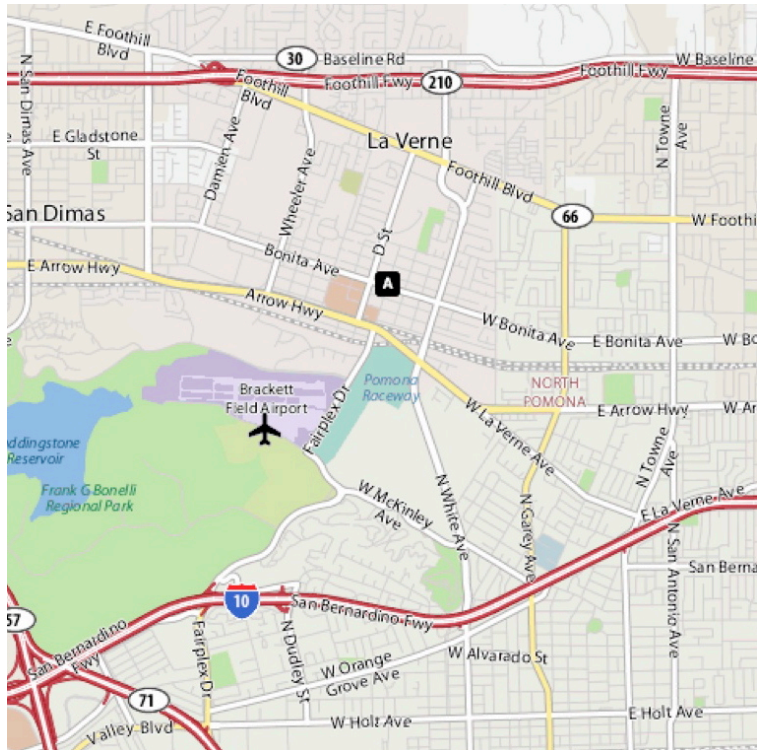 E Foothill
Blvd
N San Dimas Ave
30
Baseline Rd
W Baseline
Foothill Fwy
210
Foothill Fwy
Foothill
Blvd
N Towne
Ave
E Gladstone
St
Damien Ave
Wheeler Ave
La Verne
Foothill Blvd
66
W Foothil
San Dimas
D St
Bonita Ave
A
E Arrow Hwy
Arrow Hwy
W Bonita Ave
E Bonita Ave
W Bo
Brackett
Field Airport
Fairplex Dr
Pomona
Raceway
NORTH
POMONA
W La Verne Ave
E Arrow Hwy
W Ar
ddingstone
Reservoir
Frank G Bonelli
Regional Park
W McKinley
Ave
N White Ave
N Garey Ave
N Towne
Ave
E La Verne Ave
N San Antonio Ave
San Berna
10
San Bernardino Fwy
57
San Bernardino
Fwy
Fairplex Dr
N Dudley St
W Orange
Grove Ave
W Alvarado St
71
Valley Blvd
W Holt Ave
E Holt Ave